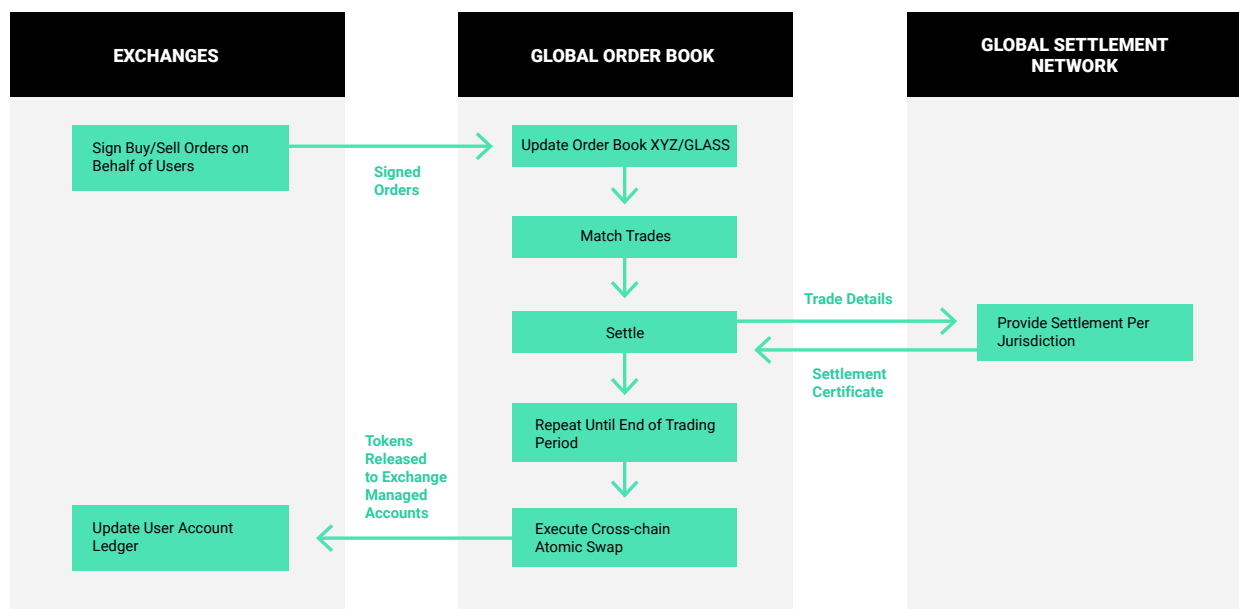 EXCHANGES
GLOBAL ORDER BOOK
GLOBAL SETTLEMENT
NETWORK
Sign Buy/Sell Orders on
Behalf of Users
Signed
Orders
Update Order Book XYZ/GLASS
Match Trades
Trade Details
Settle
Provide Settlement Per
Jurisdiction
Settlement
Certificate
Repeat Until End of Trading
Period
Tokens
Released
to Exchange
Managed
Accounts
Execute Cross-chain
Atomic Swap
Update User Account
Ledger